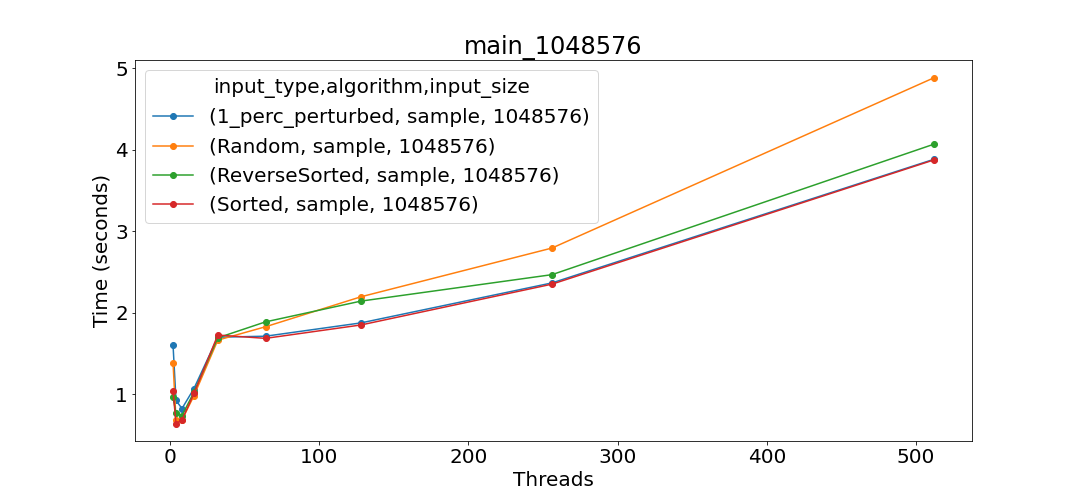 main_1048576
input_type,algorithm,input_size
(1_perc_perturbed, sample, 1048576)
(Random, sample, 1048576)
(ReverseSorted, sample, 1048576)
(Sorted, sample, 1048576)
Time (seconds)
5
4
3
2
1
0 100 200 300 400 500
Threads